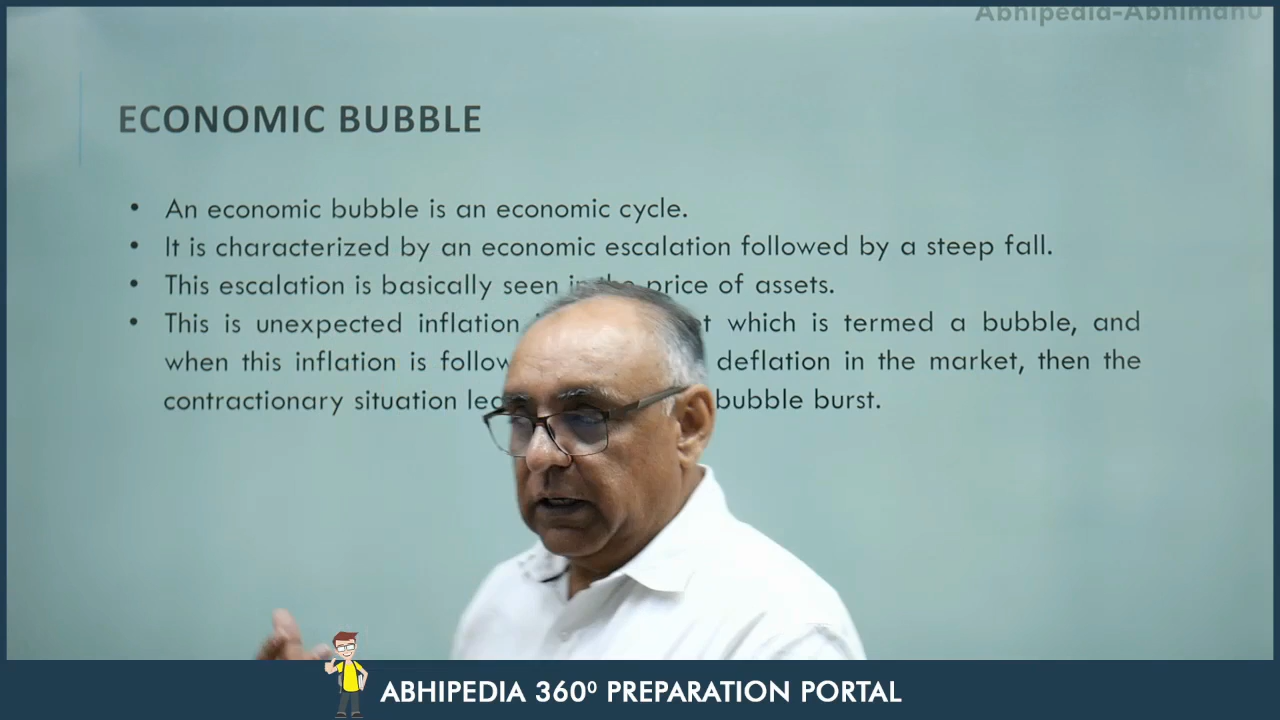 Abhipedia-Abhimanu
ECONOMIC BUBBLE
• An economic bubble is an economic cycle.
• It is characterized by an economic escalation followed by a steep fall.
• This escalation is basically seen in the price of assets.
• This is unexpected inflation which is termed a bubble, and
when this inflation is deflation in the market, then the
contractionary situation bubble burst.
ABHIPEDIA 360⁰ PREPARATION PORTAL